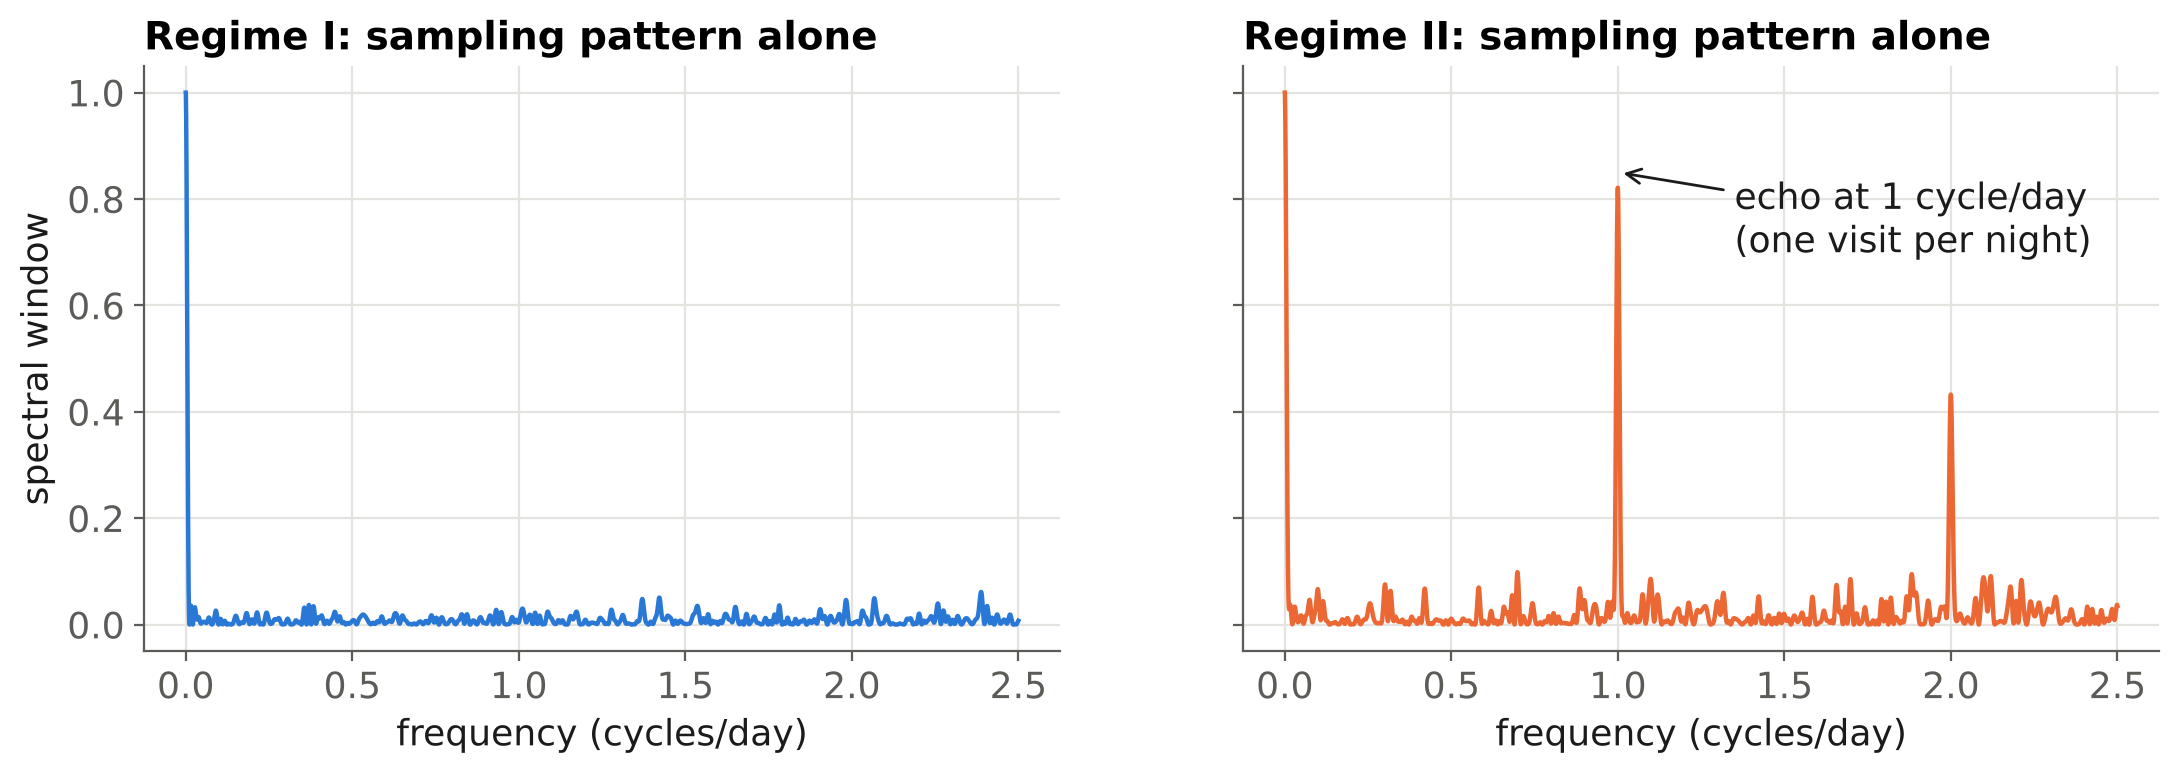 Regime I: sampling pattern alone
spectral window
1.0
0.8
0.6
0.4
0.2
0.0
0.0 0.5 1.0 1.5 2.0 2.5
frequency (cycles/day)
Regime II: sampling pattern alone
echo at 1 cycle/day
(one visit per night)
0.0 0.5 1.0 1.5 2.0 2.5
frequency (cycles/day)